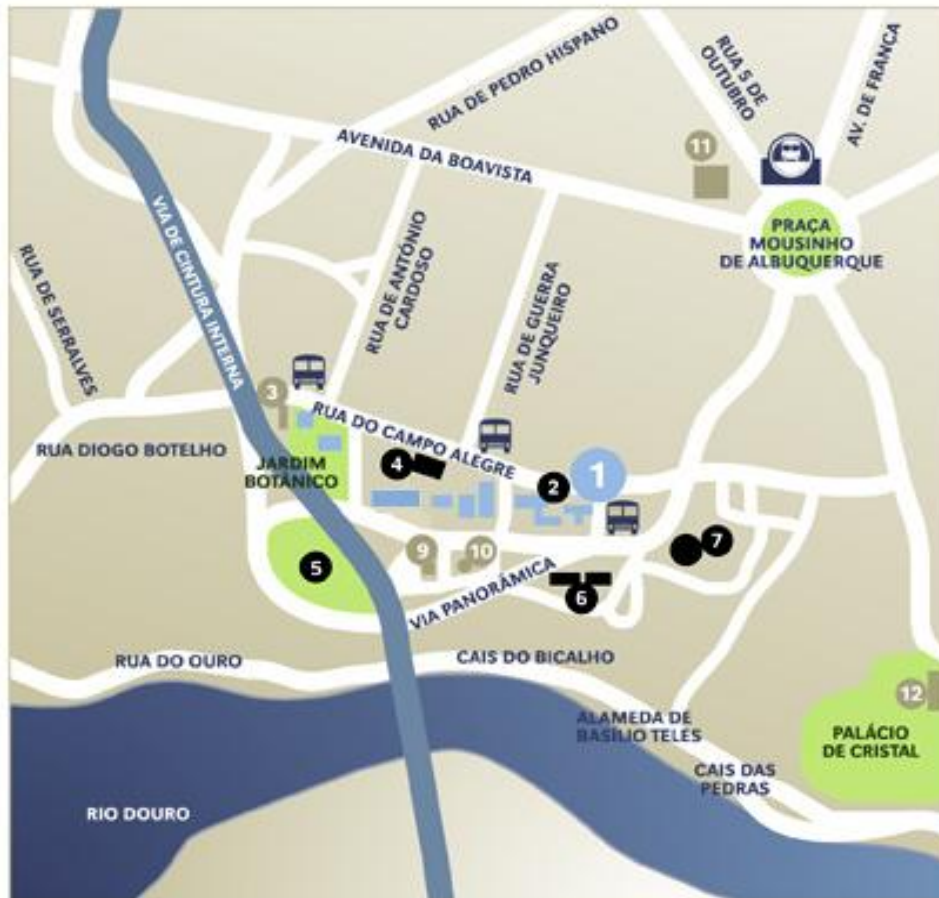 RUA DE PEDRO HISPANO
RUA 5 DE
OUTUBRO
AV. DE FRANÇA
AVENIDA DA BOAVISTA
11
PRAÇA
MOUSINHO
DE ALBUQUERQUE
VIA DE CINTURA INTERNA
RUA DE SERRALVES
RUA DE ANTÓNIO
CARDOSO
RUA DE GUERRA
JUNQUEIRO
3
RUA DO CAMPO ALEGRE
RUA DIOGO BOTELHO
JARDIM
BOTÂNICO
4
2
1
5
9
10
7
VIA PANORÂMICA
6
RUA DO OURO
CAIS DO BICALHO
ALAMEDA DE
BASÍLIO TELES
12
PALÁCIO
DE CRISTAL
CAIS DAS
PEDRAS
RIO DOURO